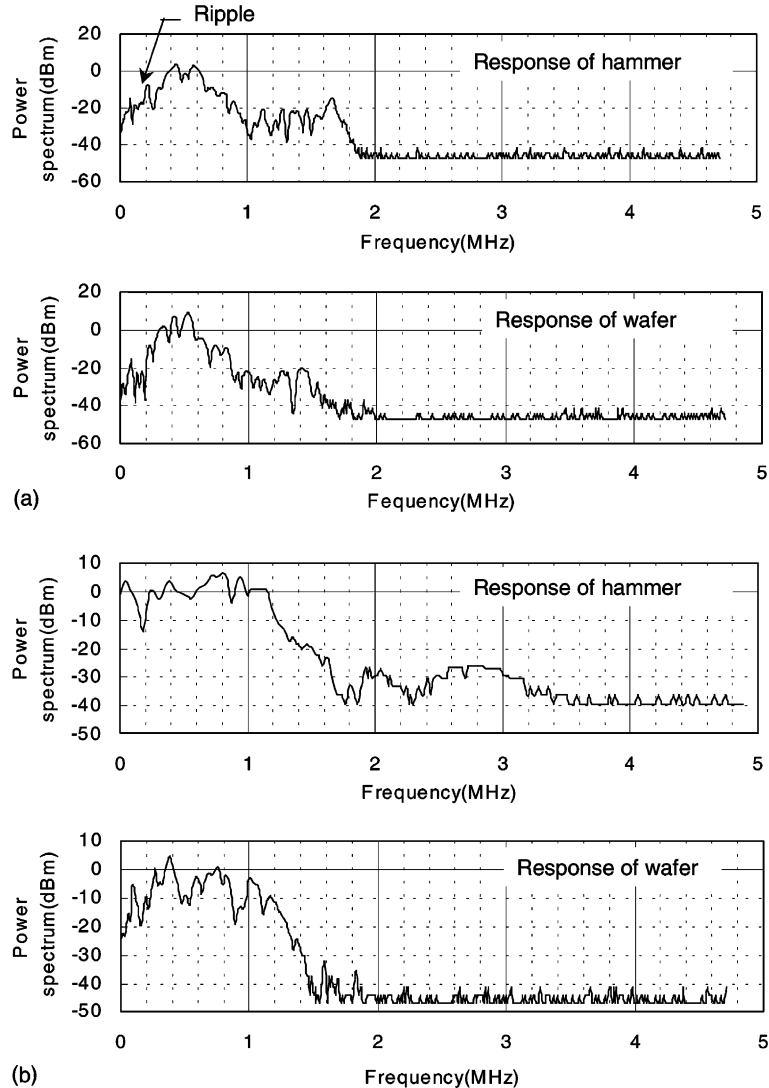 Ripple
Response of hammer
Power
spectrum(dBm)
20
0
-20
-40
-60
0 1 2 3 4 5
Frequency(MHz)
Response of wafer
Power
spectrum(dBm)
20
0
-20
-40
-60
0 1 2 3 4 5
(a)
Fequency(MHz)
Response of hammer
Power
spectrum(dBm)
10
0
-10
-20
-30
-40
-50
0 1 2 3 4 5
Frequency(MHz)
Response of wafer
Power
spectrum(dBm)
10
0
-10
-20
-30
-40
-50
0 1 2 3 4 5
(b)
Frequency(MHz)